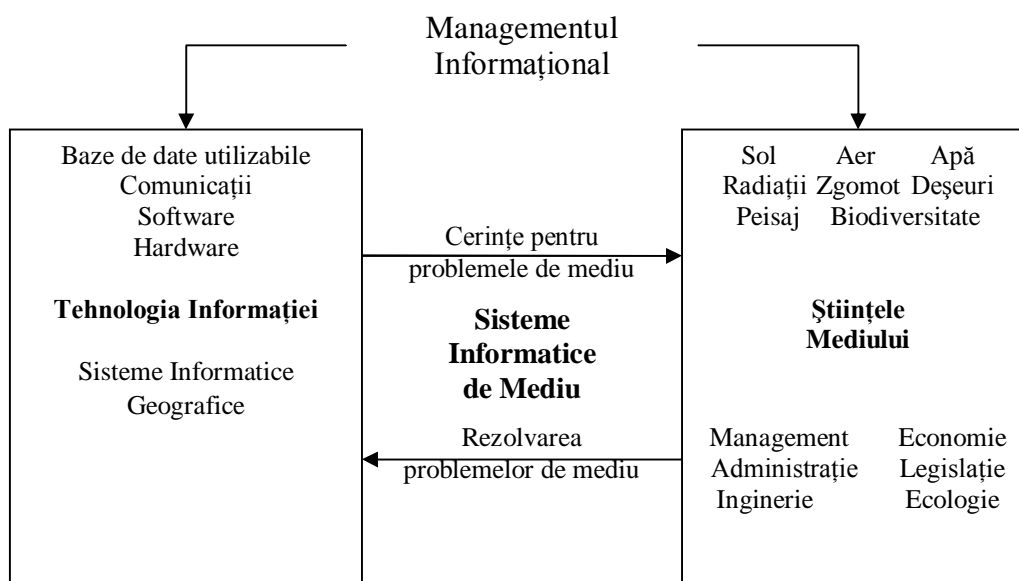 Managementul
Informațional
Baze de date utilizabile
Comunicații
Software
Hardware
Tehnologia Informației
Sisteme Informatice
Geografice
Cerințe pentru
problemele de mediu
Sisteme
Informatice
de Mediu
Rezolvarea
problemelor de mediu
Sol Aer Apă
Radiații Zgomot Deșeuri
Peisaj Biodiversitate
Ştiințele
Mediului
Management Economie
Administrație Legislație
Inginerie Ecologie